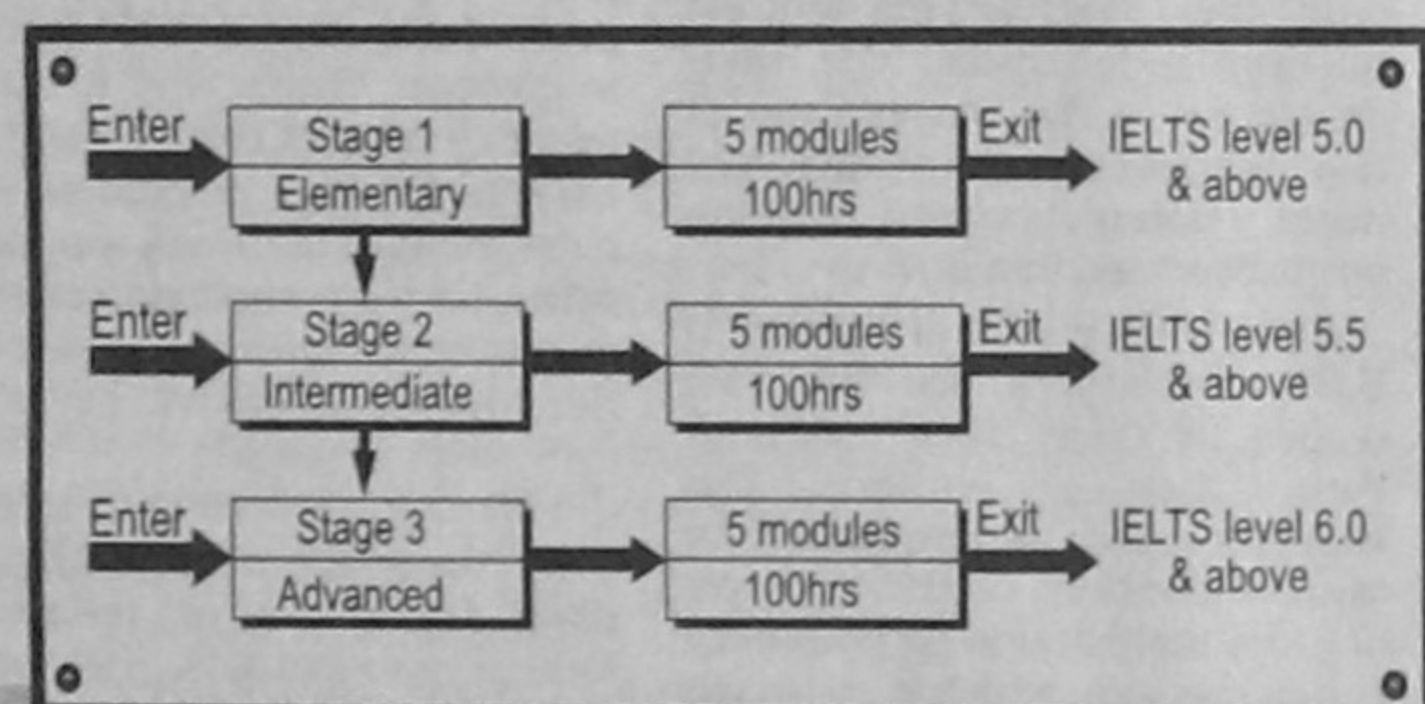 Enter
Stage 1
Elementary
5 modules
100hrs
Exit
IELTS level 5.0
& above
Enter
Stage 2
Intermediate
5 modules
100hrs
Exit
IELTS level 5.5
& above
Enter
Stage 3
Advanced
5 modules
100hrs
Exit
IELTS level 6.0
& above